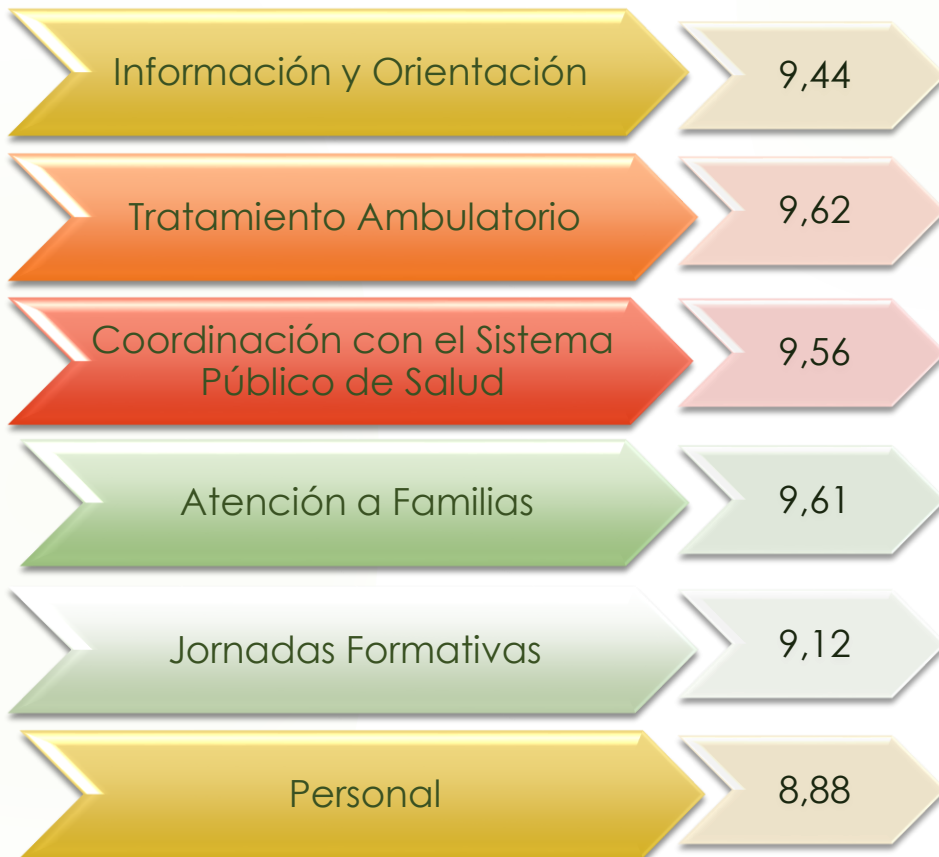 Información y Orientación
9,44
Tratamiento Ambulatorio
9,62
Coordinación con el Sistema
Público de Salud
9,56
Atención a Familias
9,61
Jornadas Formativas
9,12
Personal
8,88